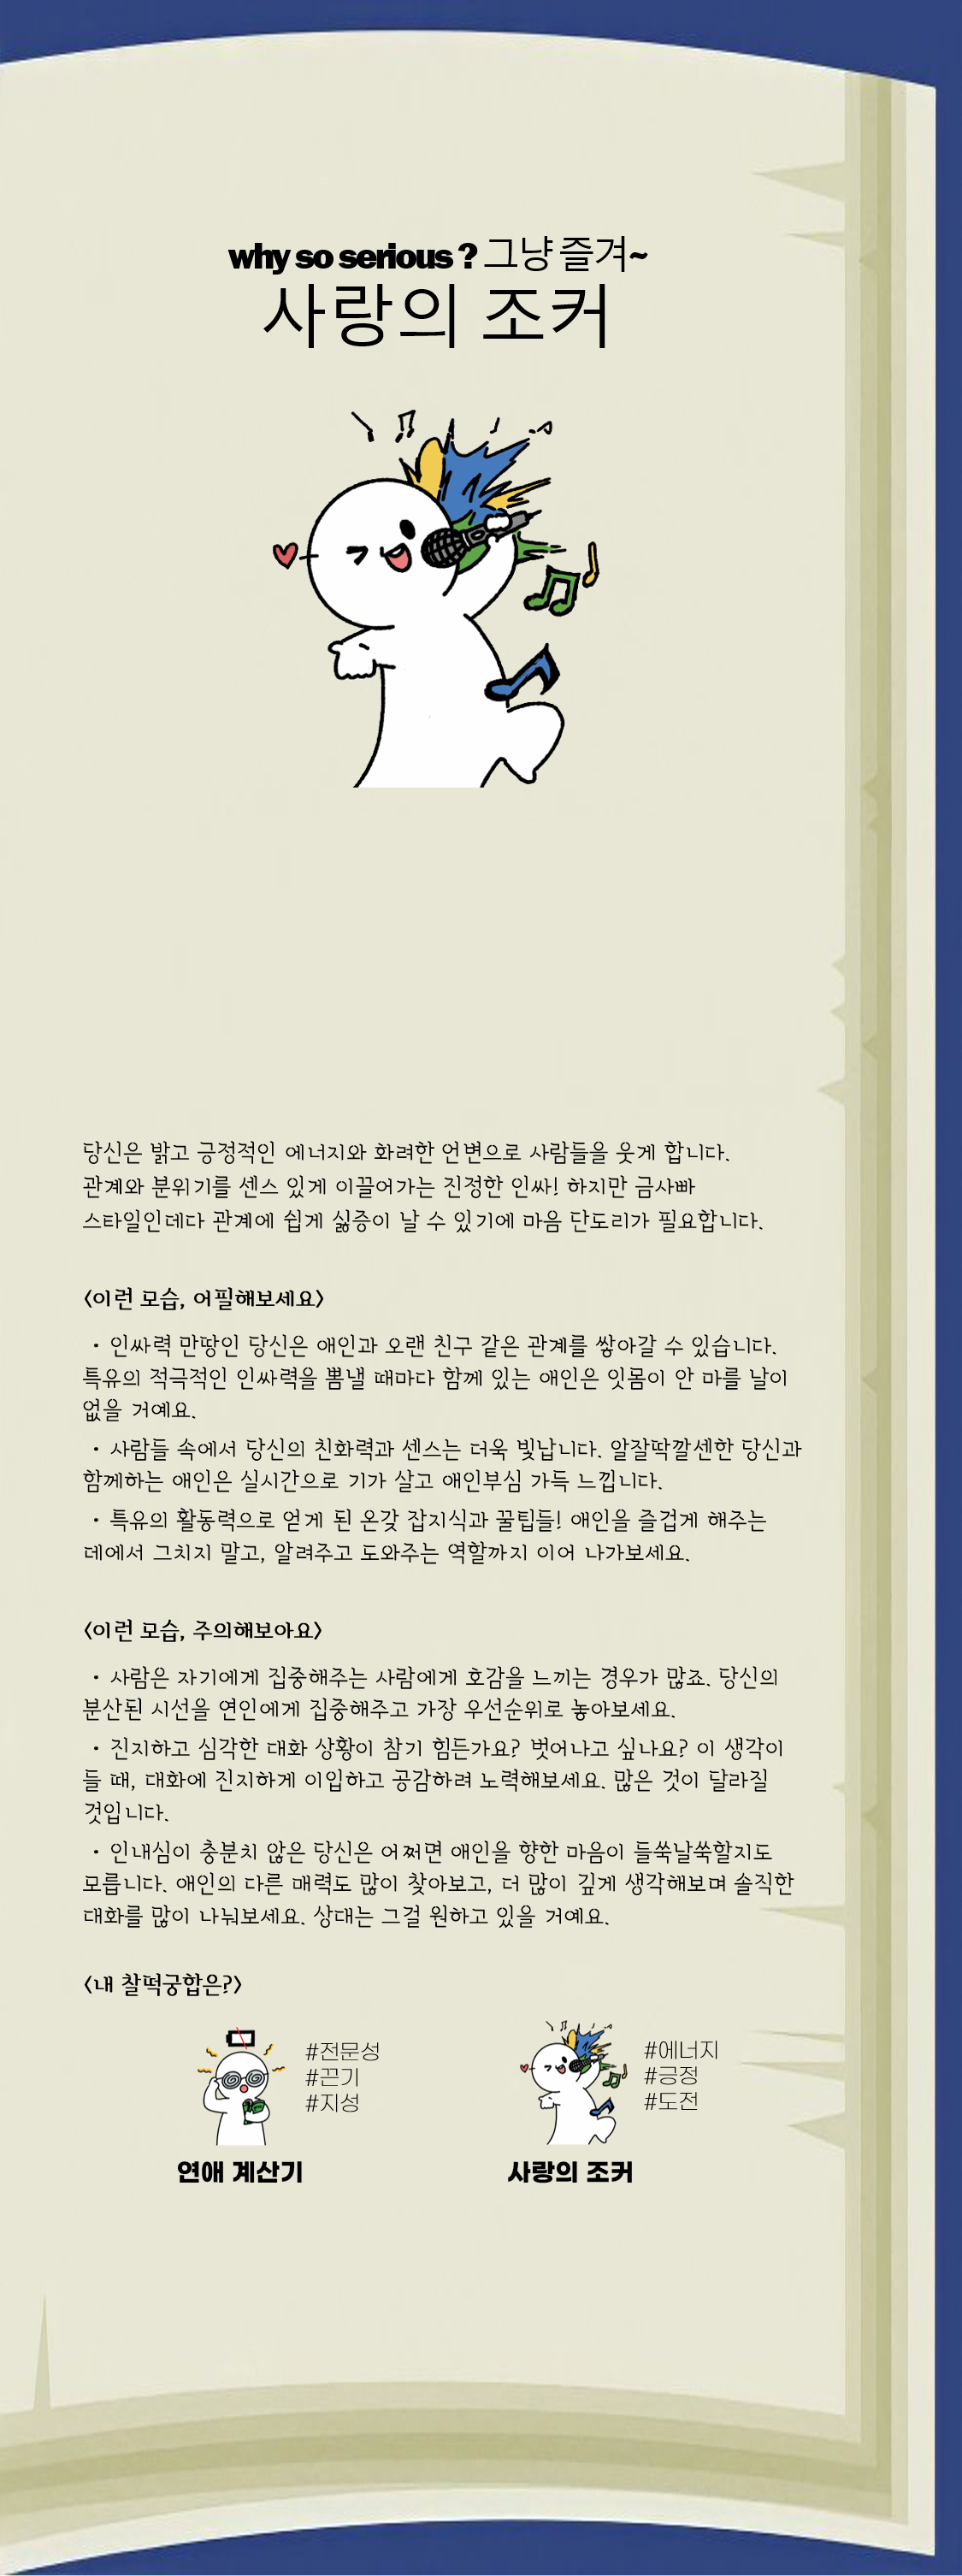 why so serious ? 그냥 즐겨~
사랑의 조커
당신은 밝고 긍정적인 에너지와 화려한 언변으로 사람들을 웃게 합니다.
관계와 분위기를 센스 있게 이끌어가는 진정한 인싸! 하지만 금사빠
스타일인데다 관계에 쉽게 싫증이 날 수 있기에 마음 단도리가 필요합니다.
<이런 모습, 어필해보세요>
• 인싸력 만땅인 당신은 애인과 오랜 친구 같은 관계를 쌓아갈 수 있습니다.
특유의 적극적인 인싸력을 뽐낼 때마다 함께 있는 애인은 잇몸이 안 마를 날이
없을 거예요.
• 사람들 속에서 당신의 친화력과 센스는 더욱 빛납니다. 알잘딱깔센한 당신과
함께하는 애인은 실시간으로 기가 살고 애인부심 가득 느낍니다.
• 특유의 활동력으로 얻게 된 온갖 잡지식과 꿀팁들! 애인을 즐겁게 해주는
데에서 그치지 말고, 알려주고 도와주는 역할까지 이어 나가보세요.
<이런 모습, 주의해보아요>
• 사람은 자기에게 집중해주는 사람에게 호감을 느끼는 경우가 많죠. 당신의
분산된 시선을 연인에게 집중해주고 가장 우선순위로 놓아보세요.
• 진지하고 심각한 대화 상황이 참기 힘든가요? 벗어나고 싶나요? 이 생각이
들 때, 대화에 진지하게 이입하고 공감하려 노력해보세요. 많은 것이 달라질
것입니다.
• 인내심이 충분치 않은 당신은 어쩌면 애인을 향한 마음이 들쑥날쑥할지도
모릅니다. 애인의 다른 매력도 많이 찾아보고, 더 많이 깊게 생각해보며 솔직한
대화를 많이 나눠보세요. 상대는 그걸 원하고 있을 거예요.
<내 찰떡궁합은?>
#전문성
#끈기
#지성
연애 계산기
#에너지
#긍정
#도전
사랑의 조커